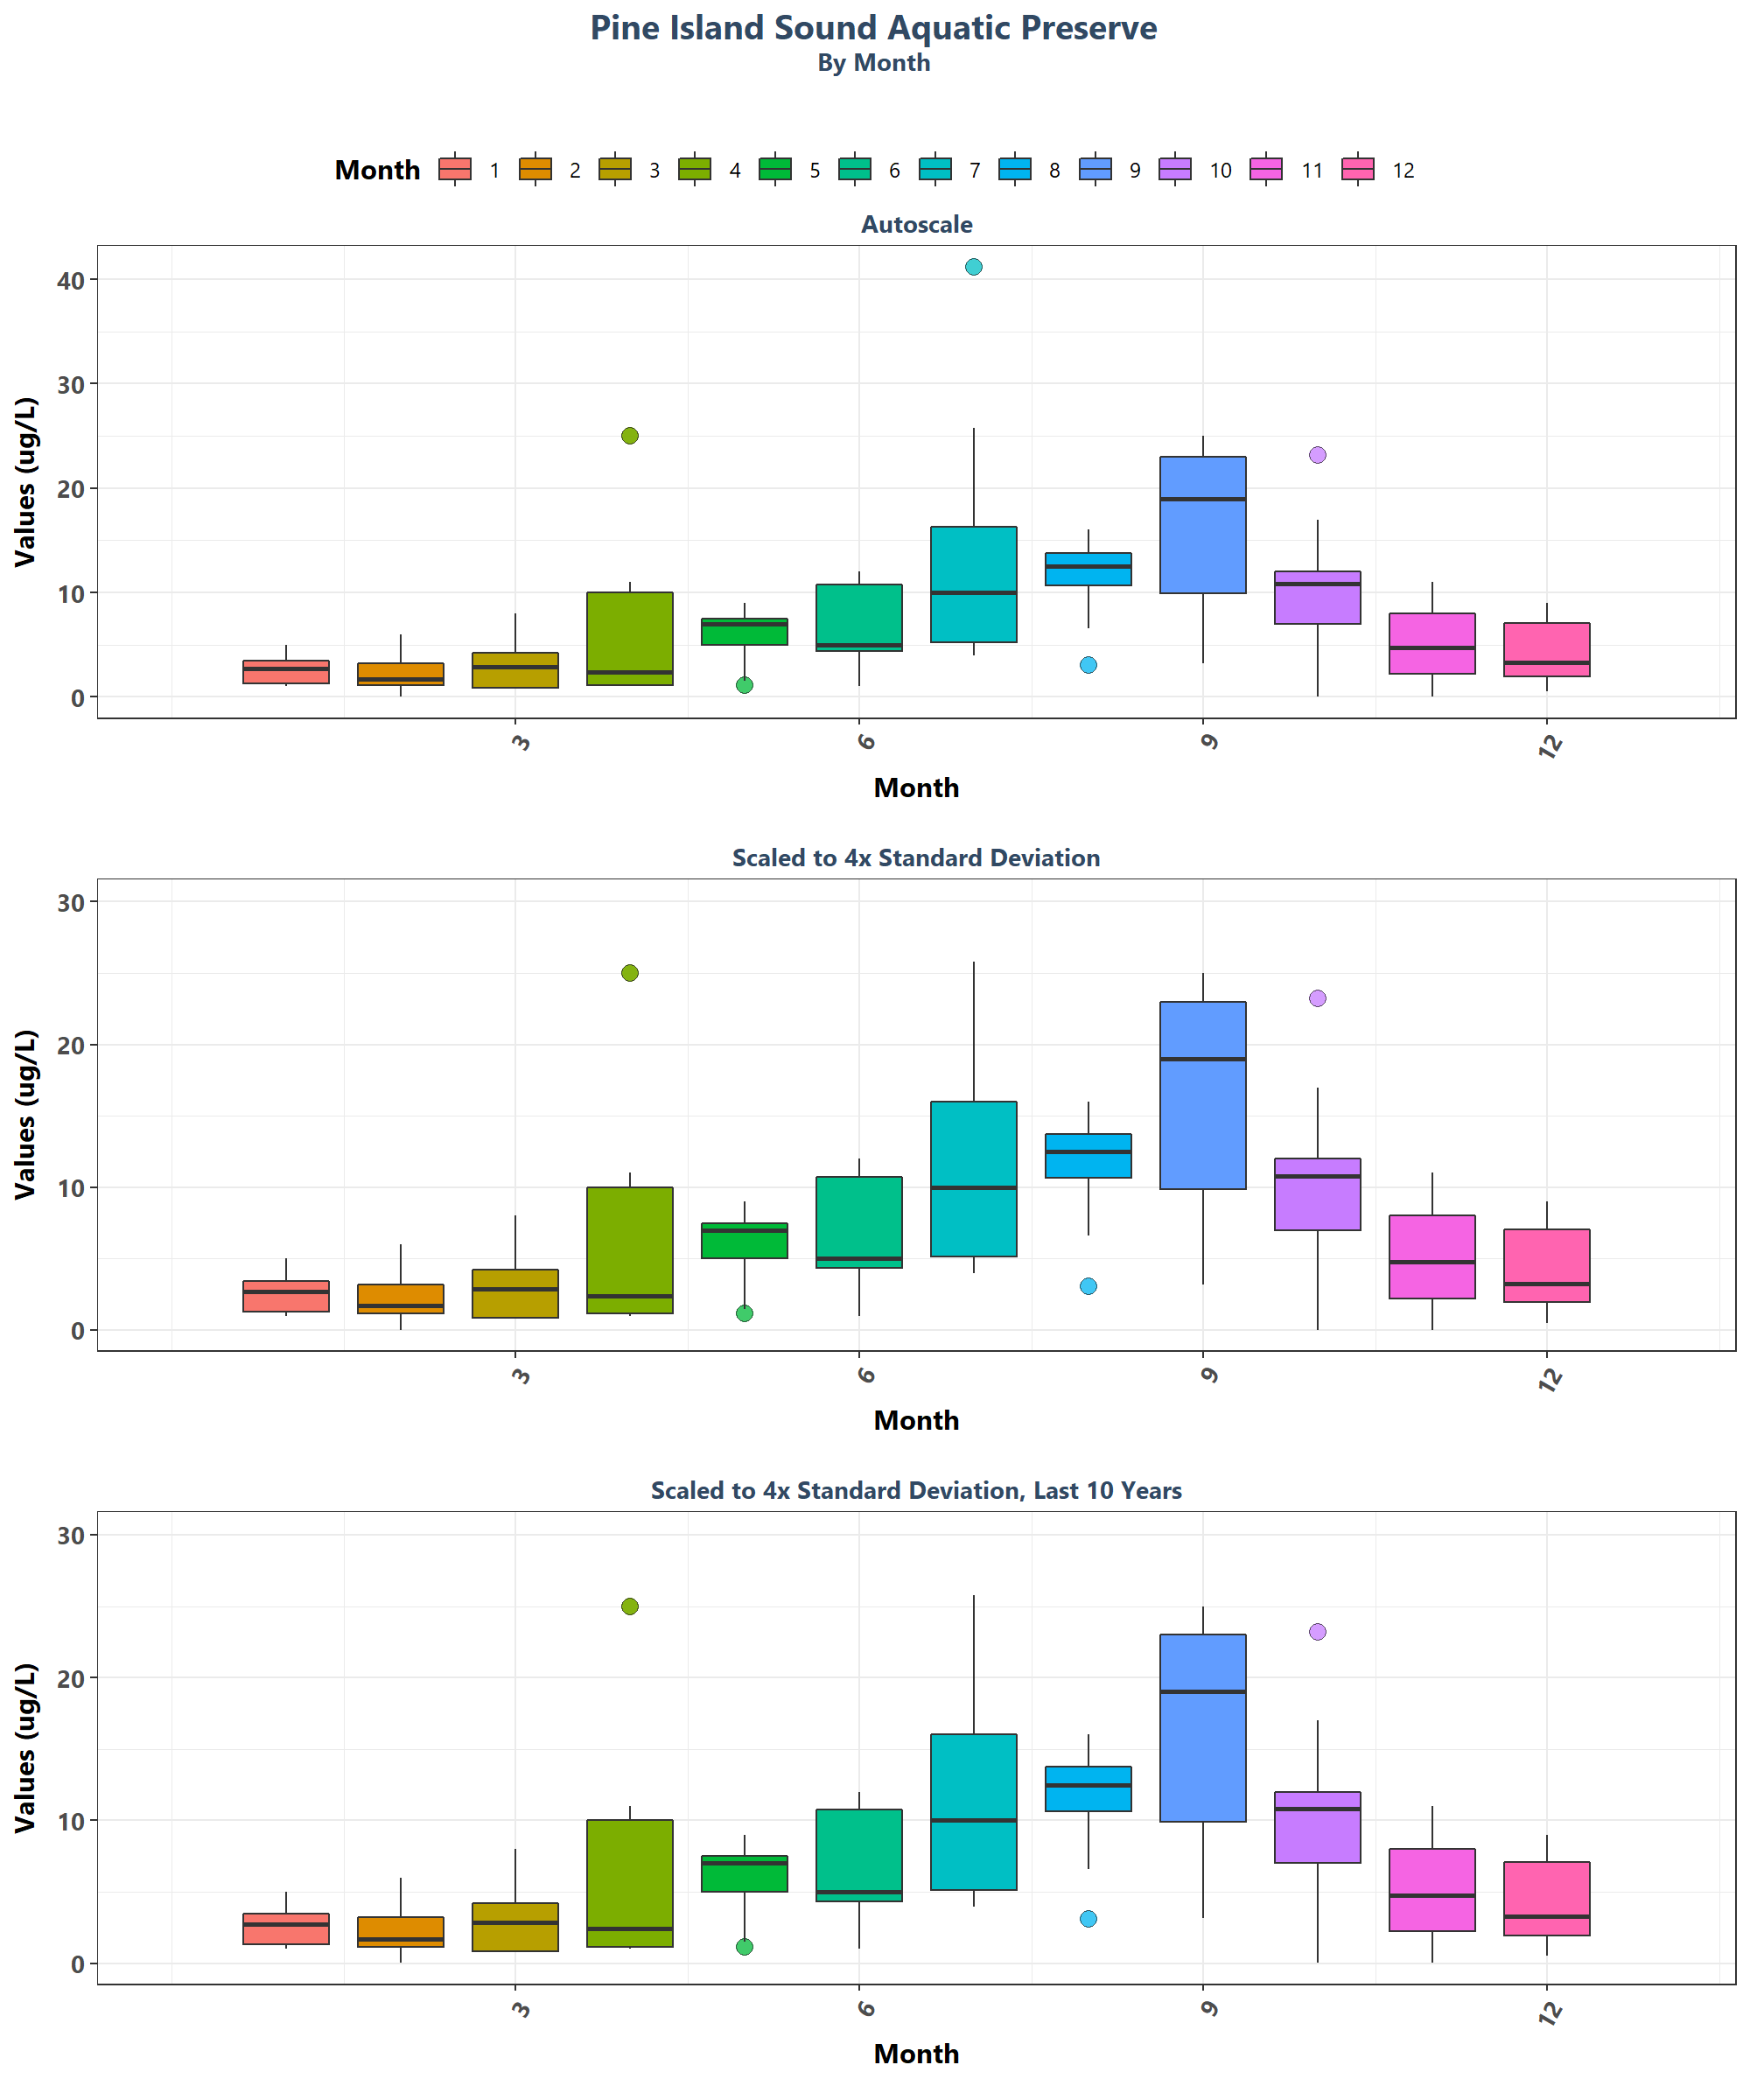 Pine Island Sound Aquatic Preserve
By Month
Month 1 2 3 4 5 6 7 8 9 10 11 12
Autoscale
Values (ug/L)
40
30
20
10
0
3 6 9 12
Month
Scaled to 4x Standard Deviation
Values (ug/L)
30
20
10
0
3 6 9 12
Month
Scaled to 4x Standard Deviation, Last 10 Years
Values (ug/L)
30
20
10
0
3 6 9 12
Month